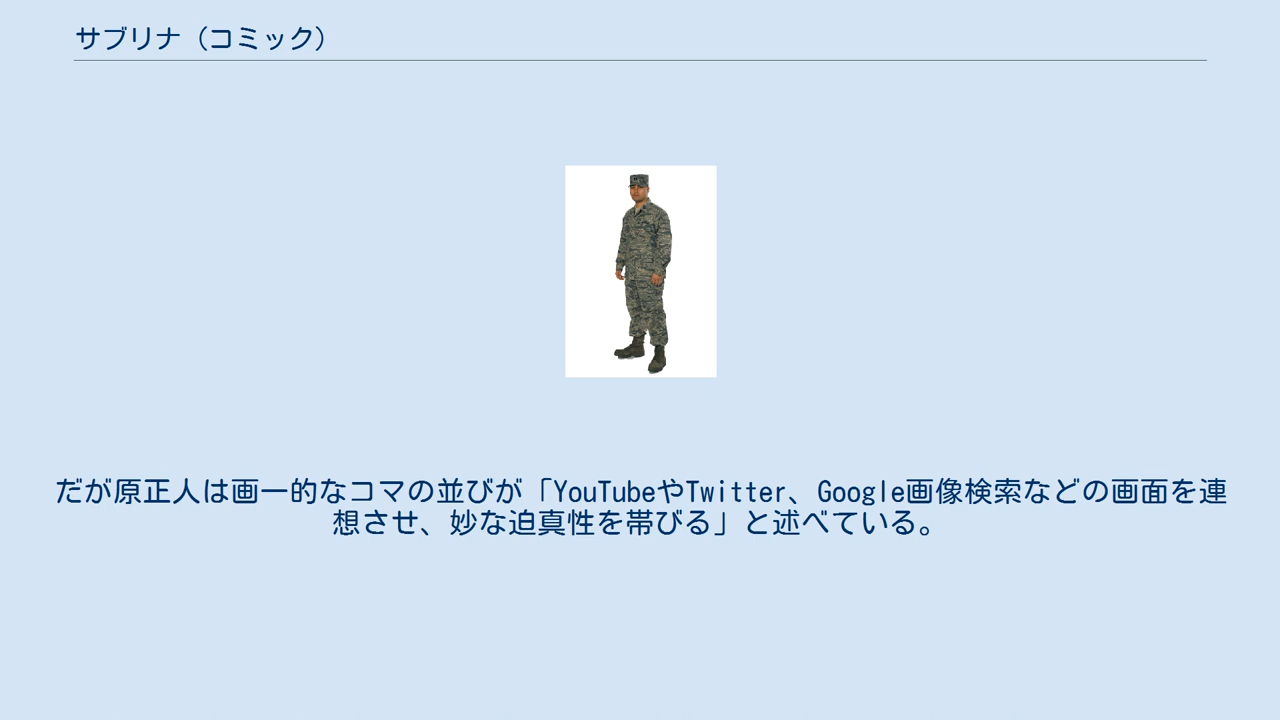 サブリナ（コミック）
だが原正人は画一的なコマの並びが「YouTubeやTwitter、Google画像検索などの画面を連
想させ、妙な迫真性を帯びる」と述べている。